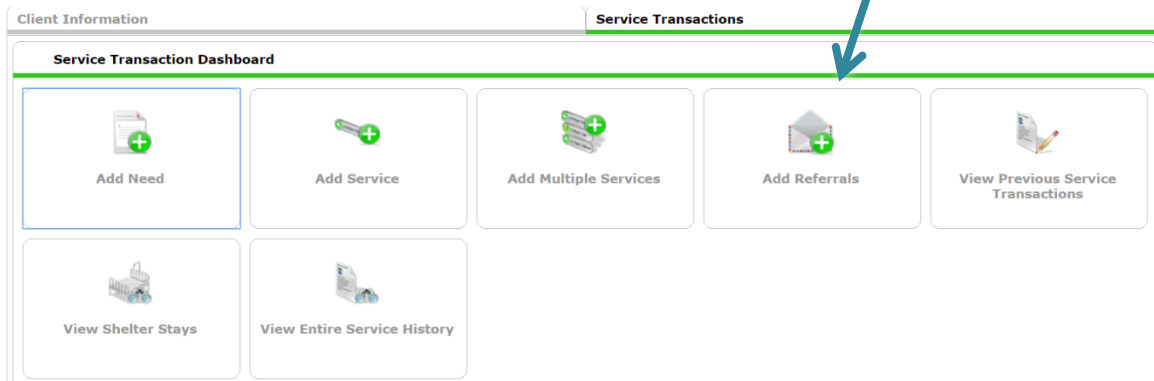 Client Information
Service Transactions
Service Transaction Dashboard
Add Need
Add Service
Add Multiple Services
Add Referrals
View Previous Service
Transactions
View Shelter Stays
View Entire Service History